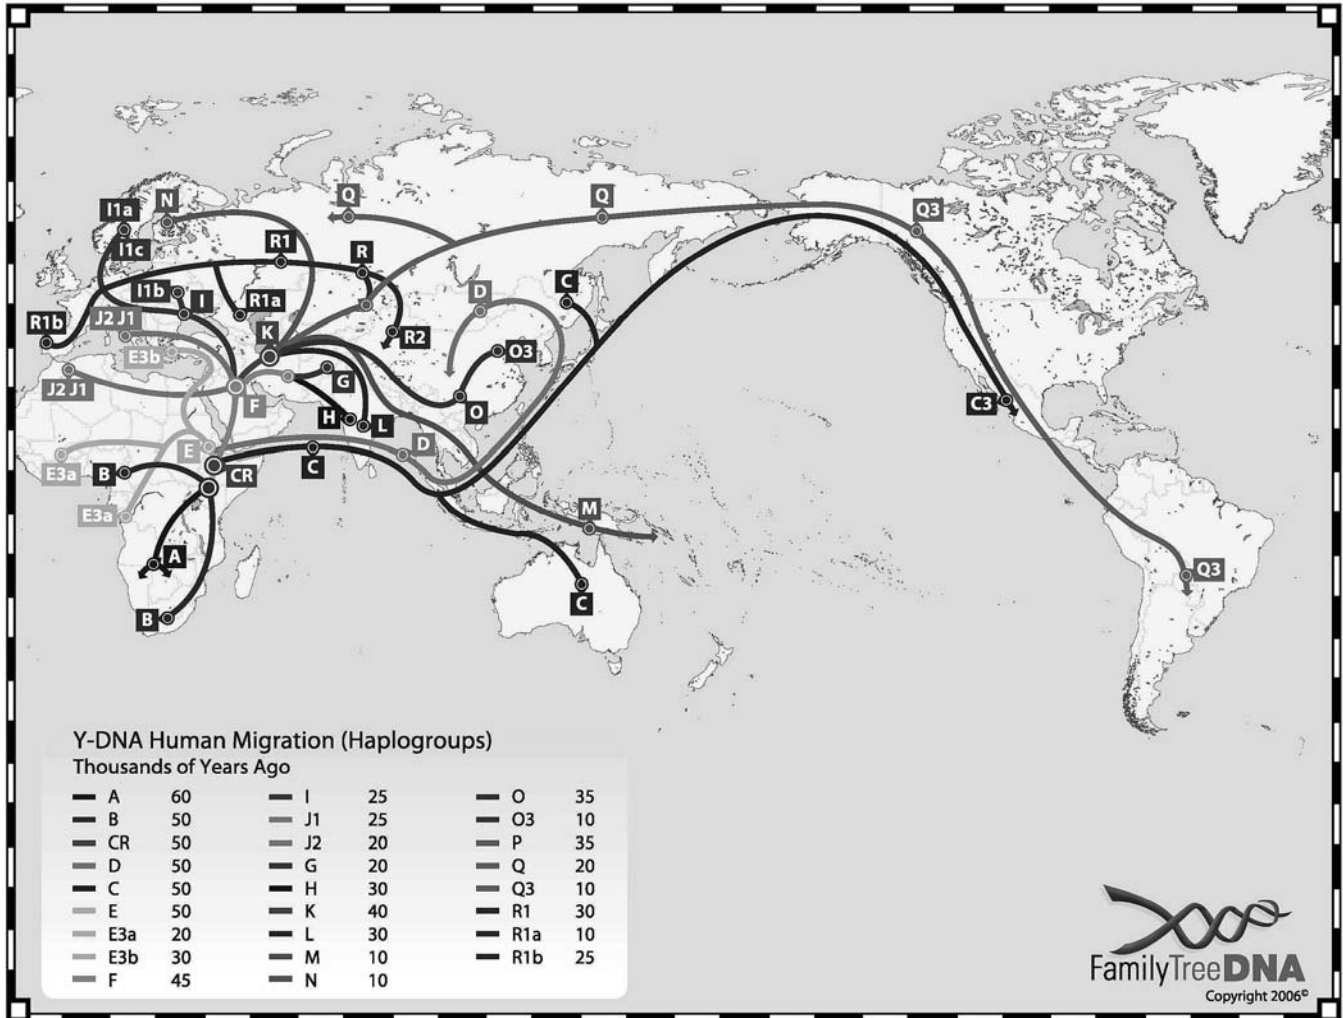 I1a
N
Q
Q
Q3
I1c
R1
R
I1b
I
R1a
D
C
J2 J1
R1b
K
R2
E3b
O3
J2 J1
F
G
O
C3
H
L
E
D
E3a
B
CR
C
E3a
M
A
Q3
B
C
Y-DNA Human Migration (Haplogroups)
Thousands of Years Ago
A 60
B 50
CR 50
D 50
C 50
E 50
E3a 20
E3b 30
F 45
I 25
J1 25
J2 20
G 20
H 30
K 40
L 30
M 10
N 10
O 35
O3 10
P 35
Q 20
Q3 10
R1 30
R1a 10
R1b 25
FamilyTreeDNA
Copyright 2006©